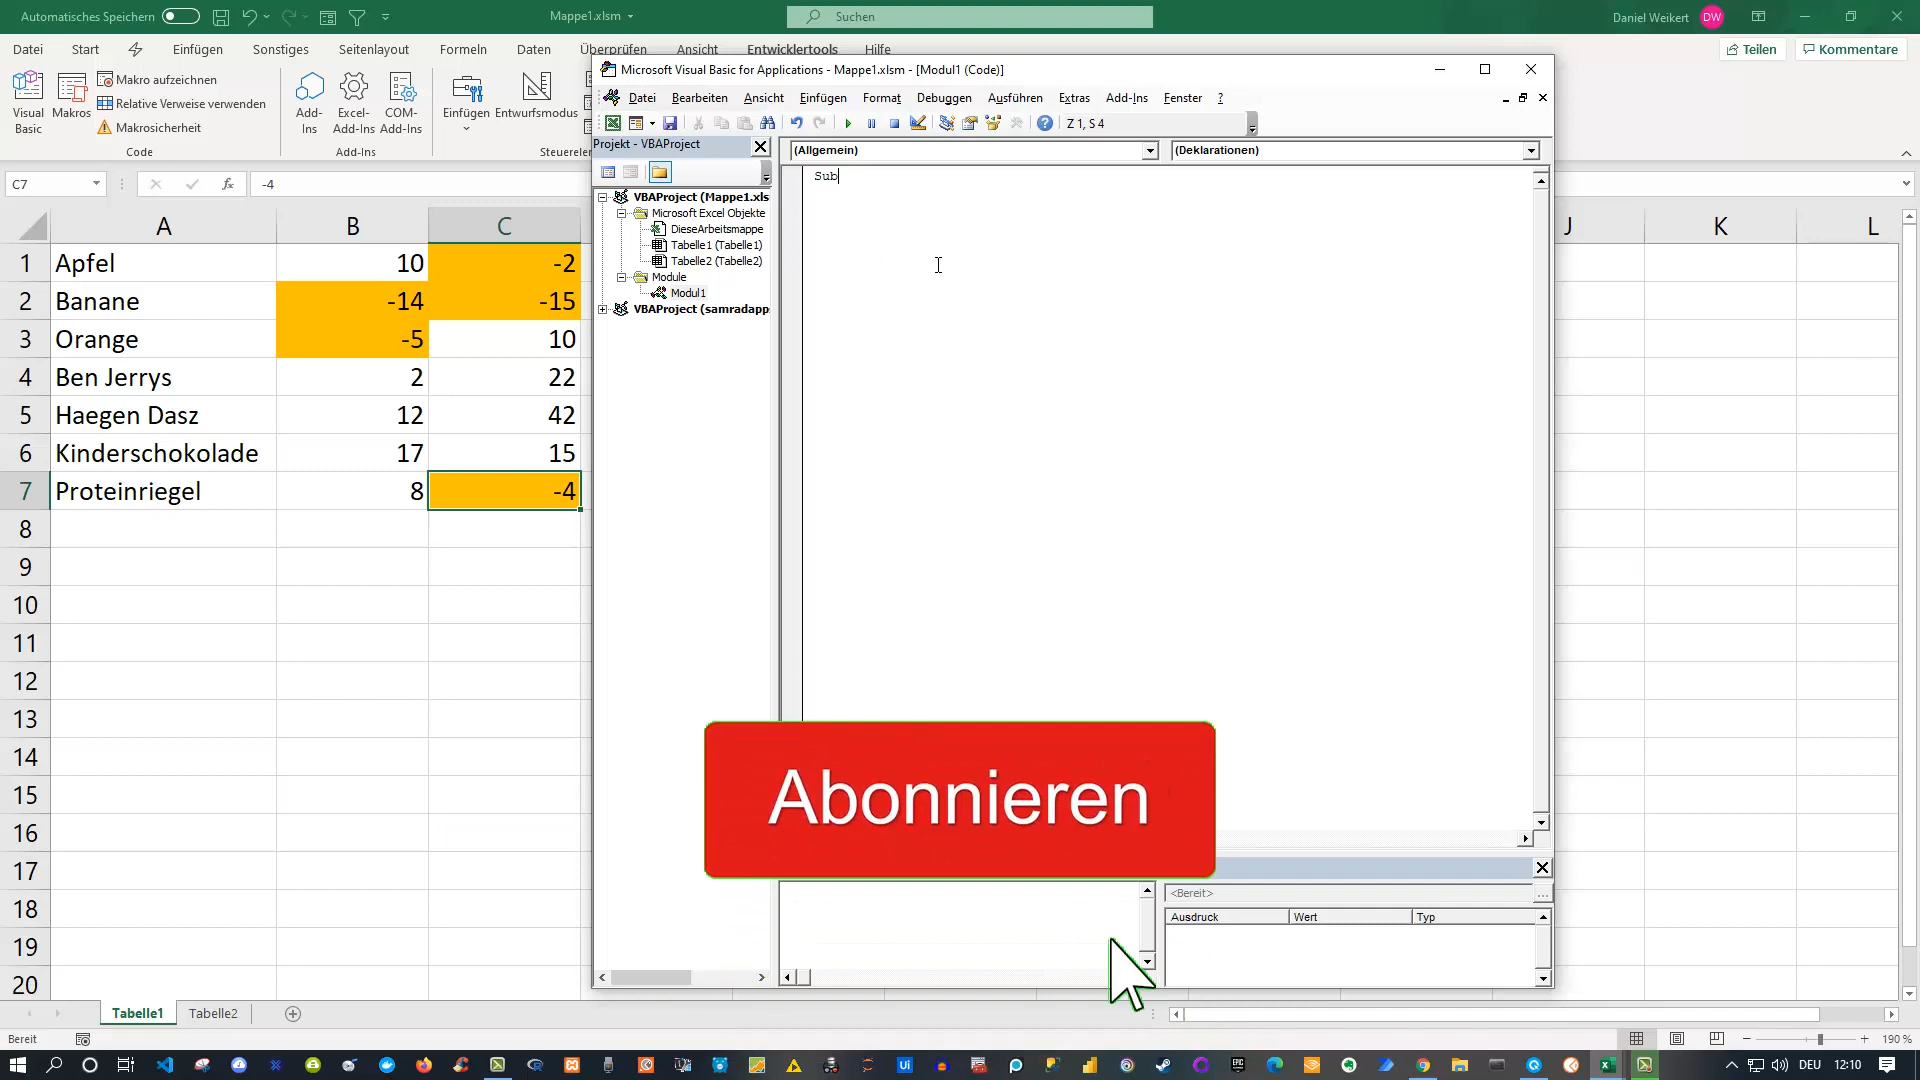 Automatisches Speichern
Mappe1.xlsm
Suchen
Daniel Weikert
DW
Datei
Start
Einfügen
Sonstiges
Seitenlayout
Formeln
Daten
Überprüfen
Ansicht
Entwicklertools
Hilfe
Teilen
Kommentare
Visual Basic
Makros
Makro aufzeichnen
Relative Verweise verwenden
Makrosicherheit
Code
Add-Ins
Excel-Add-Ins
COM-Add-Ins
Add-Ins
Einfügen
Entwurfsmodus
C7
fx
-4
Microsoft Visual Basic for Applications - Mappe1.xlsm - [Modul1 (Code)]
Datei Bearbeiten Ansicht Einfügen Format Debuggen Ausführen Extras Add-Ins Fenster ?
Z 1, S 4
Projekt - VBAProject
(Allgemein)
(Deklarationen)
VBAProject (Mappe1.xls
Microsoft Excel Objekte
DieseArbeitsmappe
Tabelle1 (Tabelle1)
Tabelle2 (Tabelle2)
Module
Modul1
VBAProject (samradapp
Sub
A B C J K L
1 Apfel 10 -2
2 Banane -14 -15
3 Orange -5 10
4 Ben Jerrys 2 22
5 Haegen Dasz 12 42
6 Kinderschokolade 17 15
7 Proteinriegel 8 -4
8
9
10
11
12
13
14
15
16
17
18
19
20
Abonnieren
<Bereit>
Ausdruck Wert Typ
Tabelle1
Tabelle2
Bereit
190 %
DEU
12:10